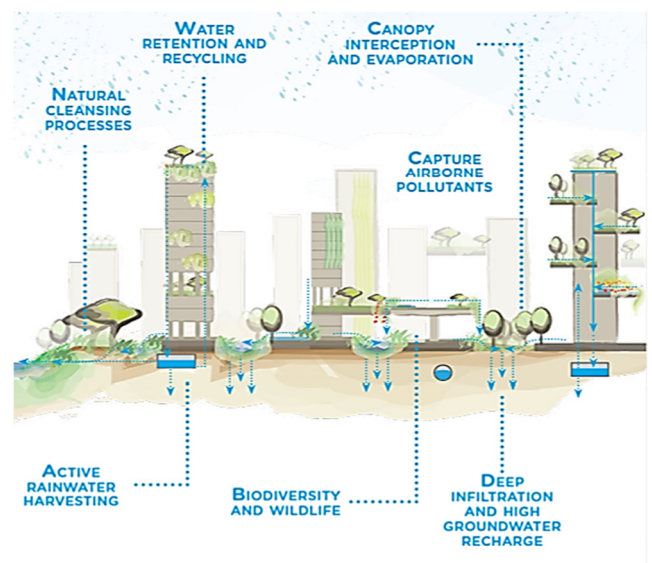 WATER
RETENTION AND
RECYCLING
CANOPY
INTERCEPTION
AND EVAPORATION
NATURAL
CLEANSING
PROCESSES
CAPTURE
AIRBORNE
POLLUTANTS
ACTIVE
RAINWATER
HARVESTING
BIODIVERSITY
AND WILDLIFE
DEEP
INFILTRATION
AND HIGH
GROUNDWATER
RECHARGE